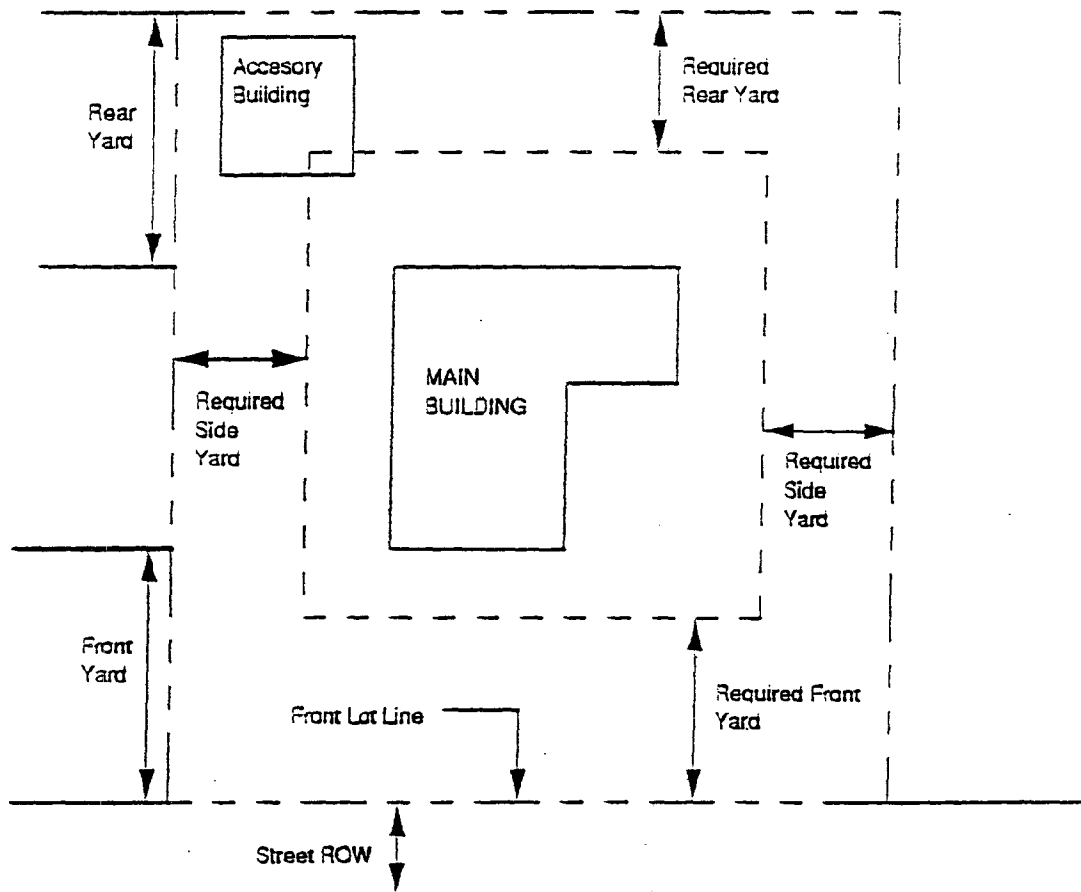 Accesory
Building
Required
Rear Yard
Rear
Yard
MAIN
BUILDING
Required
Side
Yard
Required
Side
Yard
Front
Yard
Required Front
Yard
Front Lot Line
Street ROW